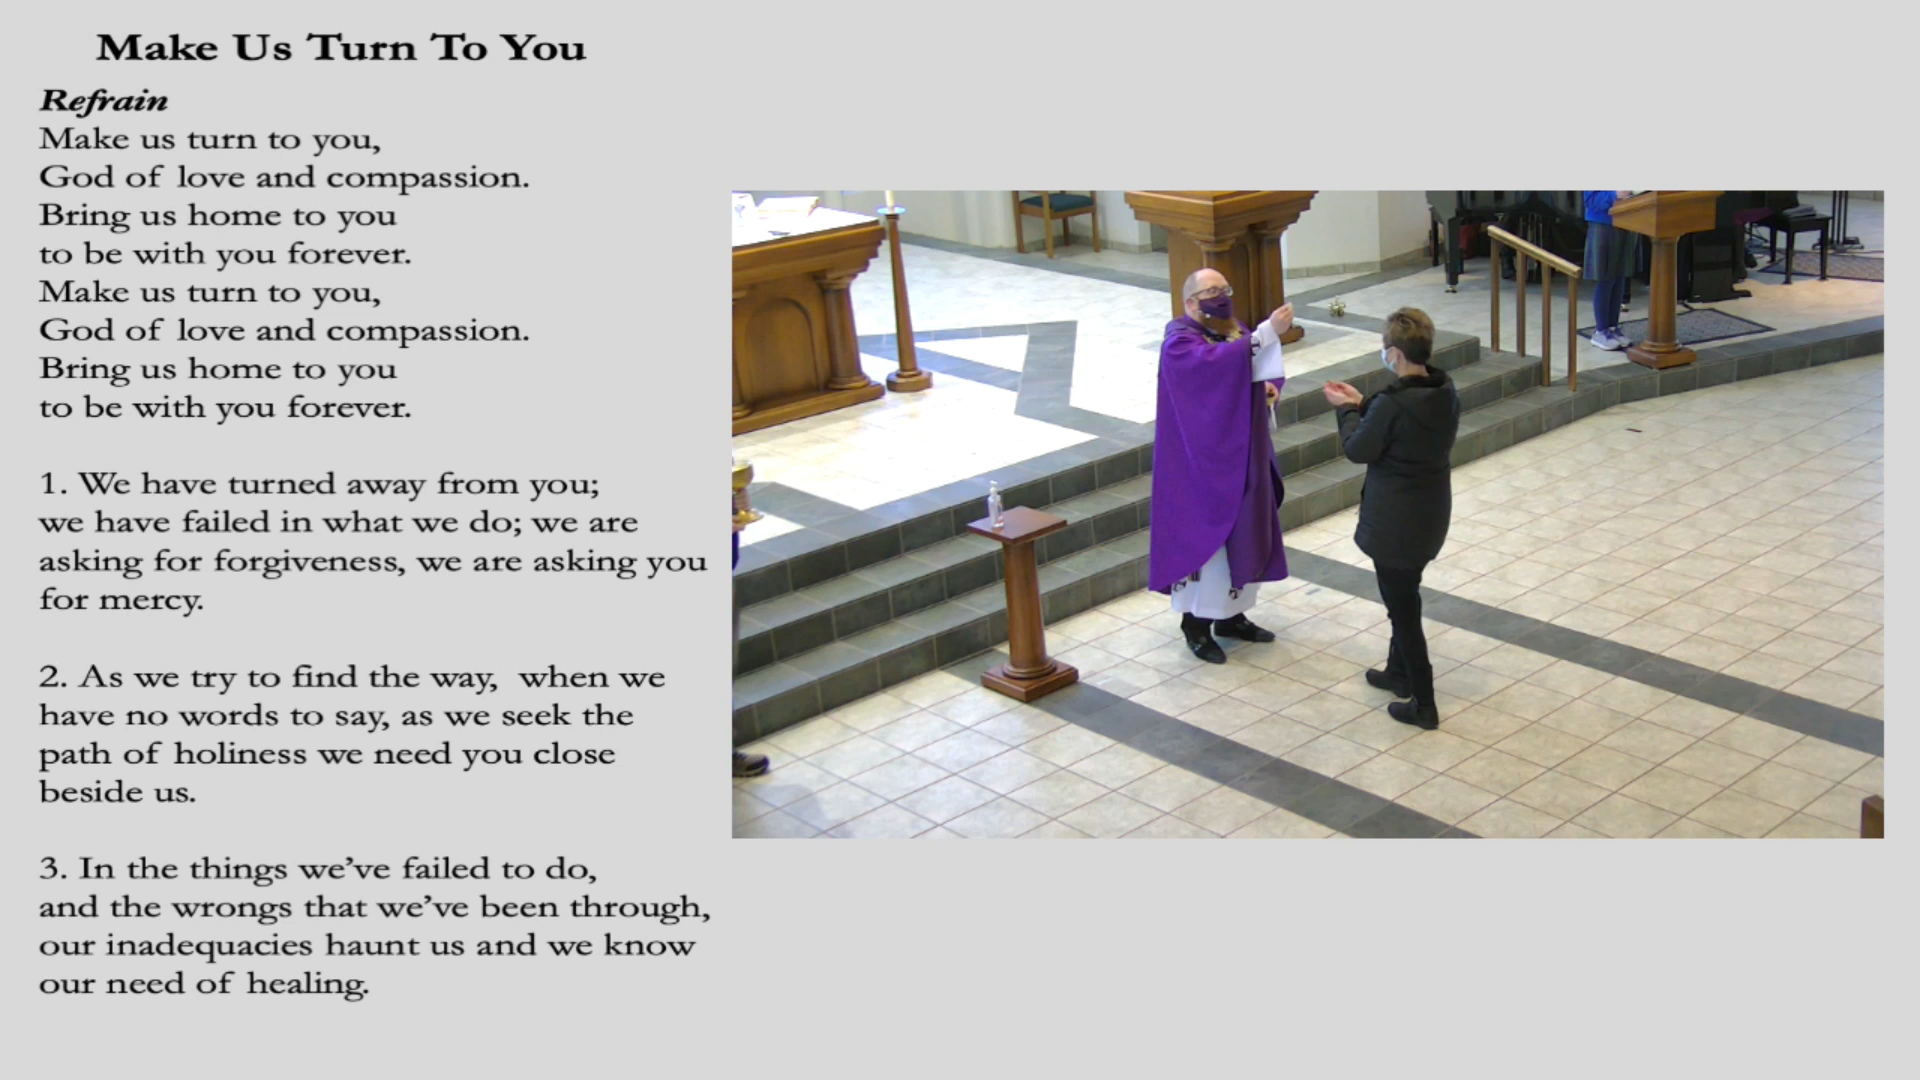 Make Us Turn To You
Refrain
Make us turn to you,
God of love and compassion.
Bring us home to you
to be with you forever.
Make us turn to you,
God of love and compassion.
Bring us home to you
to be with you forever.
1. We have turned away from you;
we have failed in what we do; we are
asking for forgiveness, we are asking you
for mercy.
2. As we try to find the way, when we
have no words to say, as we seek the
path of holiness we need you close
beside us.
3. In the things we’ve failed to do,
and the wrongs that we’ve been through,
our inadequacies haunt us and we know
our need of healing.